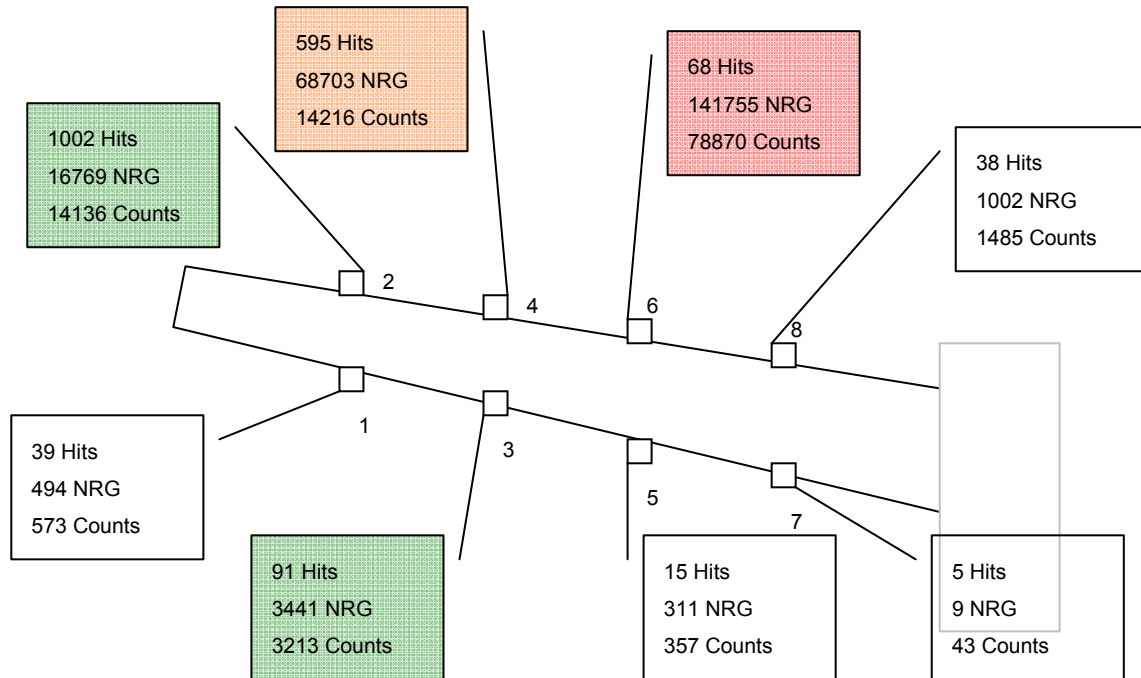 595 Hits
68703 NRG
14216 Counts
68 Hits
141755 NRG
78870 Counts
1002 Hits
16769 NRG
14136 Counts
38 Hits
1002 NRG
1485 Counts
2
4
6
8
1
3
5
7
39 Hits
494 NRG
573 Counts
91 Hits
3441 NRG
3213 Counts
15 Hits
311 NRG
357 Counts
5 Hits
9 NRG
43 Counts